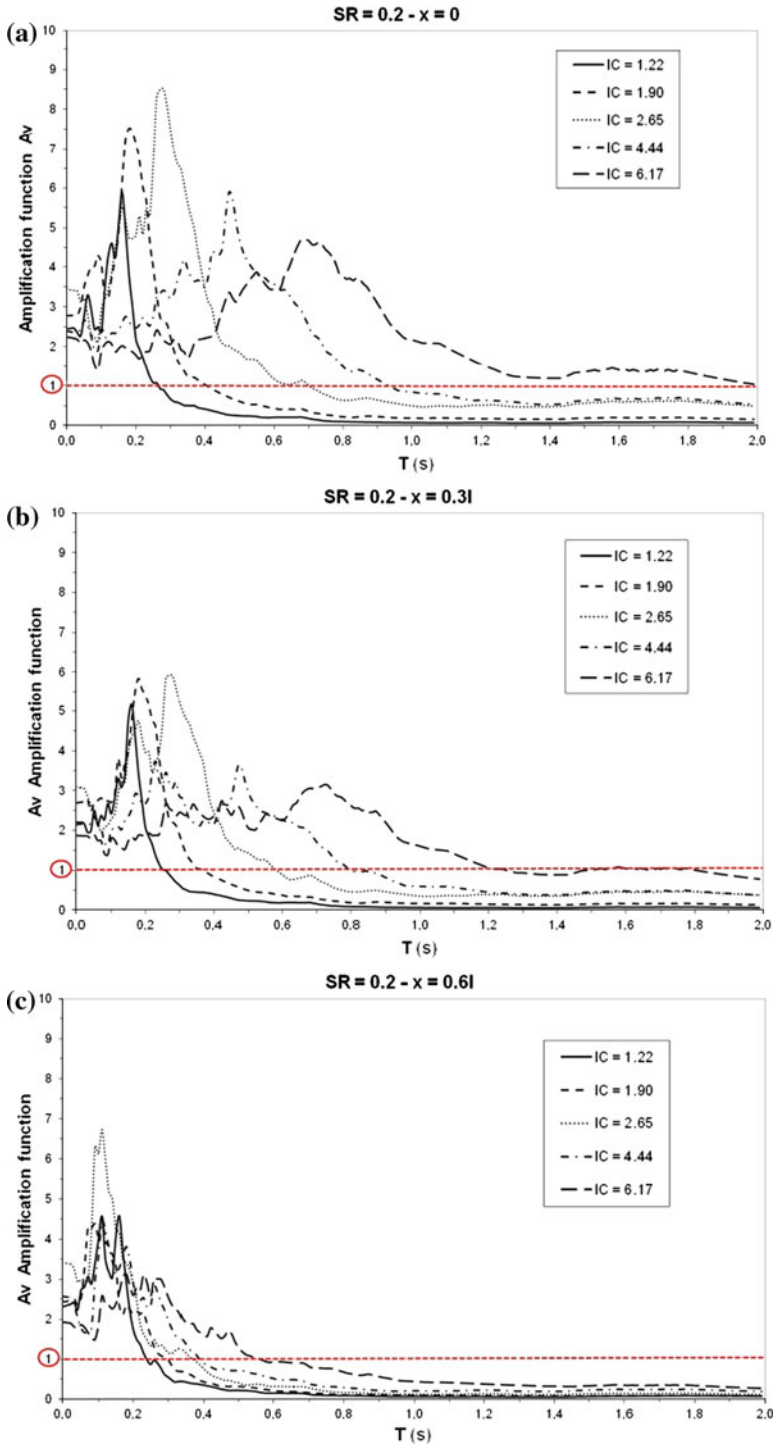 (a)
SR = 0.2 - x = 0
Amplification function Av
10
9
8
7
6
5
4
3
2
1
0
IC = 1.22
IC = 1.90
IC = 2.65
IC = 4.44
IC = 6.17
0,0 0,2 0,4 0,6 0,8 1,0 1,2 1,4 1,6 1,8 2,0
T (s)
(b)
SR = 0.2 - x = 0.3l
Av Amplification function
10
9
8
7
6
5
4
3
2
1
0
IC = 1.22
IC = 1.90
IC = 2.65
IC = 4.44
IC = 6.17
0,0 0,2 0,4 0,6 0,8 1,0 1,2 1,4 1,6 1,8 2,0
T (s)
(c)
SR = 0.2 - x = 0.6l
Av Amplification function
10
9
8
7
6
5
4
3
2
1
0
IC = 1.22
IC = 1.90
IC = 2.65
IC = 4.44
IC = 6.17
0,0 0,2 0,4 0,6 0,8 1,0 1,2 1,4 1,6 1,8 2,0
T (s)